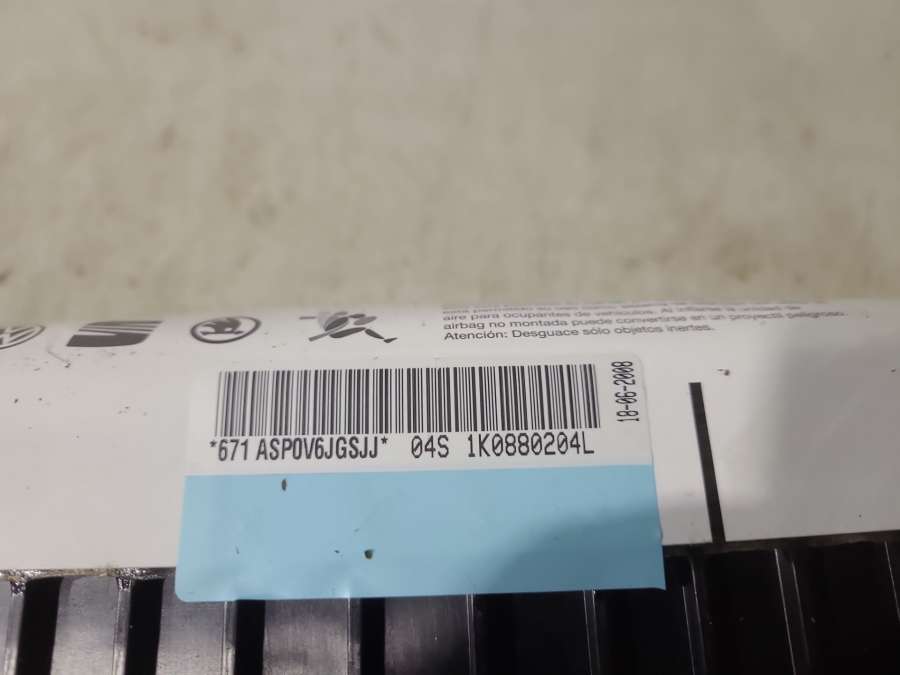 aire para ocupantes de vehículos. Al inflarse la unidad de
airbag no montada puede convertirse en un proyectil peligroso.
Atención: Desguace sólo objetos inertes.
18-06-2008
*671 ASP0V6JGSJJ* 04S 1K0880204L